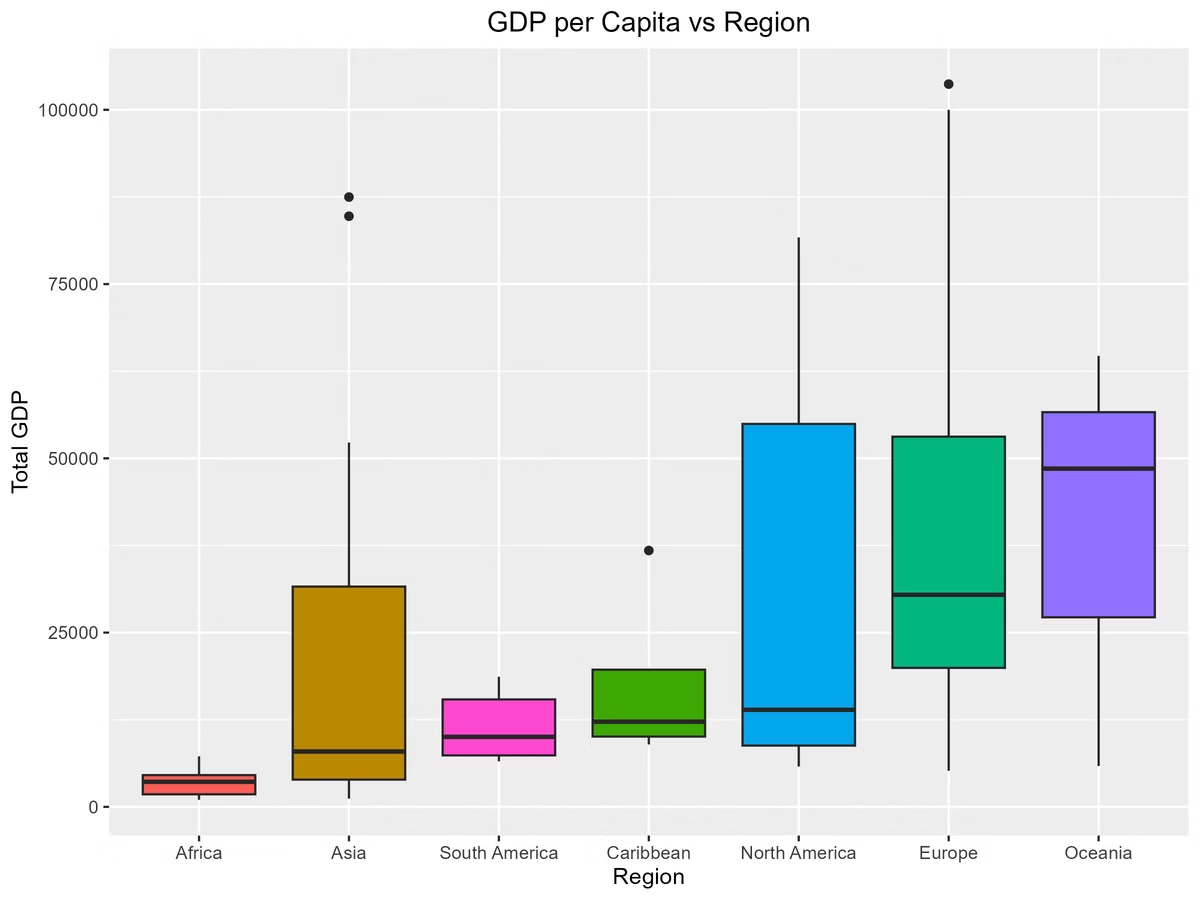 GDP per Capita vs Region
Total GDP
100000
75000
50000
25000
0
Africa Asia South America Caribbean North America Europe Oceania
Region